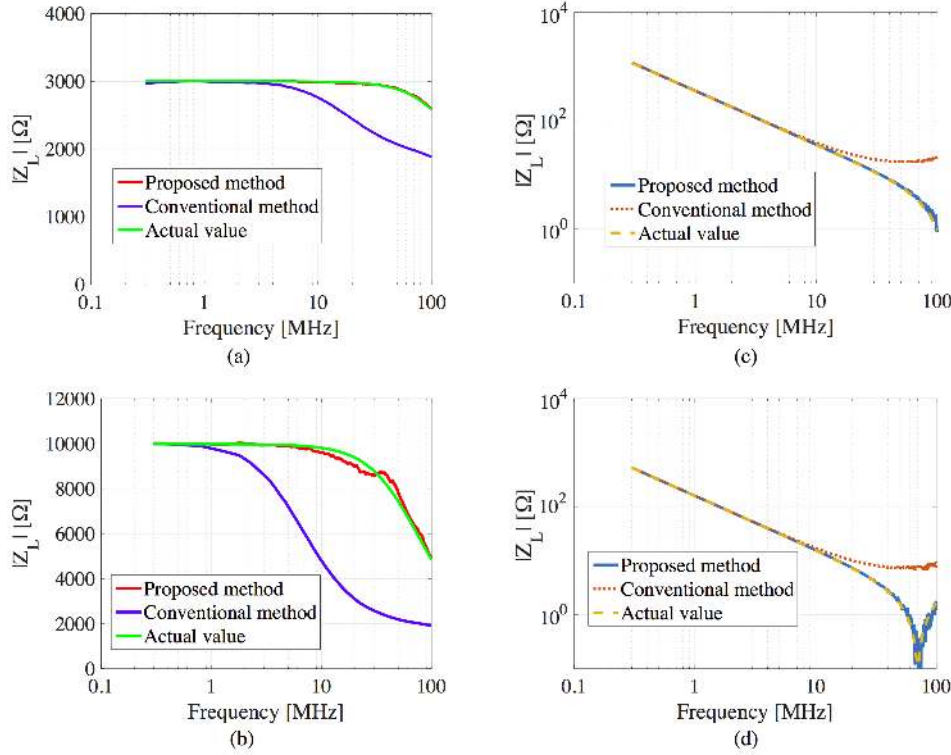 4000
3000
2000
1000
0
|Z_L| [Ω]
Proposed method
Conventional method
Actual value
0.1 1 10 100
Frequency [MHz]
(a)
10^4
10^2
10^0
|Z_L| [Ω]
Proposed method
Conventional method
Actual value
0.1 1 10 100
Frequency [MHz]
(c)
12000
10000
8000
6000
4000
2000
0
|Z_L| [Ω]
Proposed method
Conventional method
Actual value
0.1 1 10 100
Frequency [MHz]
(b)
10^4
10^2
10^0
|Z_L| [Ω]
Proposed method
Conventional method
Actual value
0.1 1 10 100
Frequency [MHz]
(d)